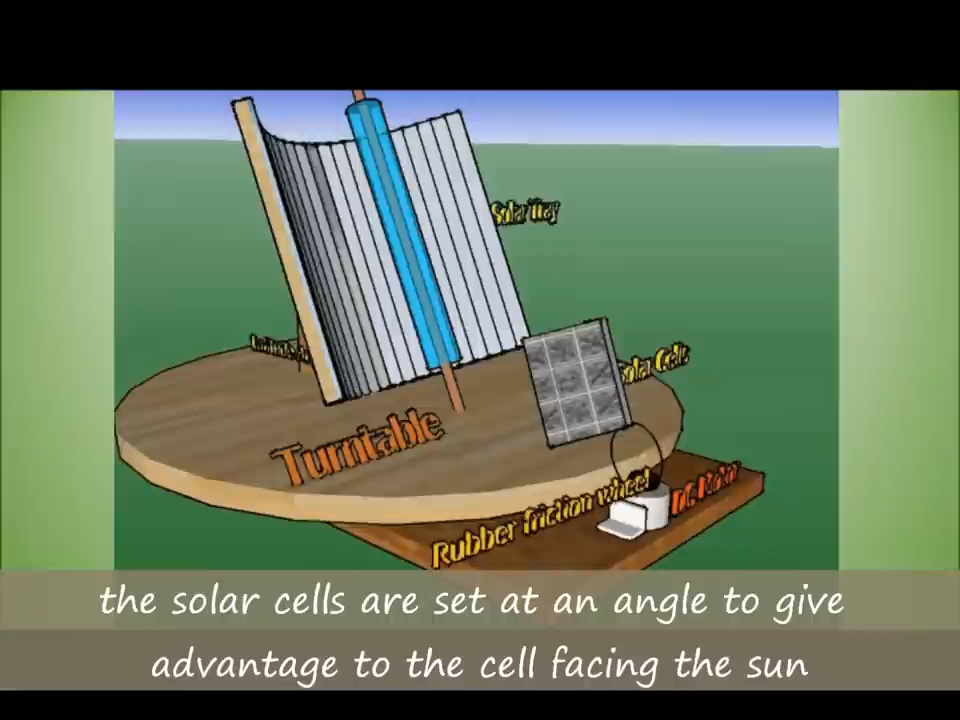 Solar Tray
Solar Cells
Turntable
Rubber friction wheel
DC Motor
the solar cells are set at an angle to give
advantage to the cell facing the sun